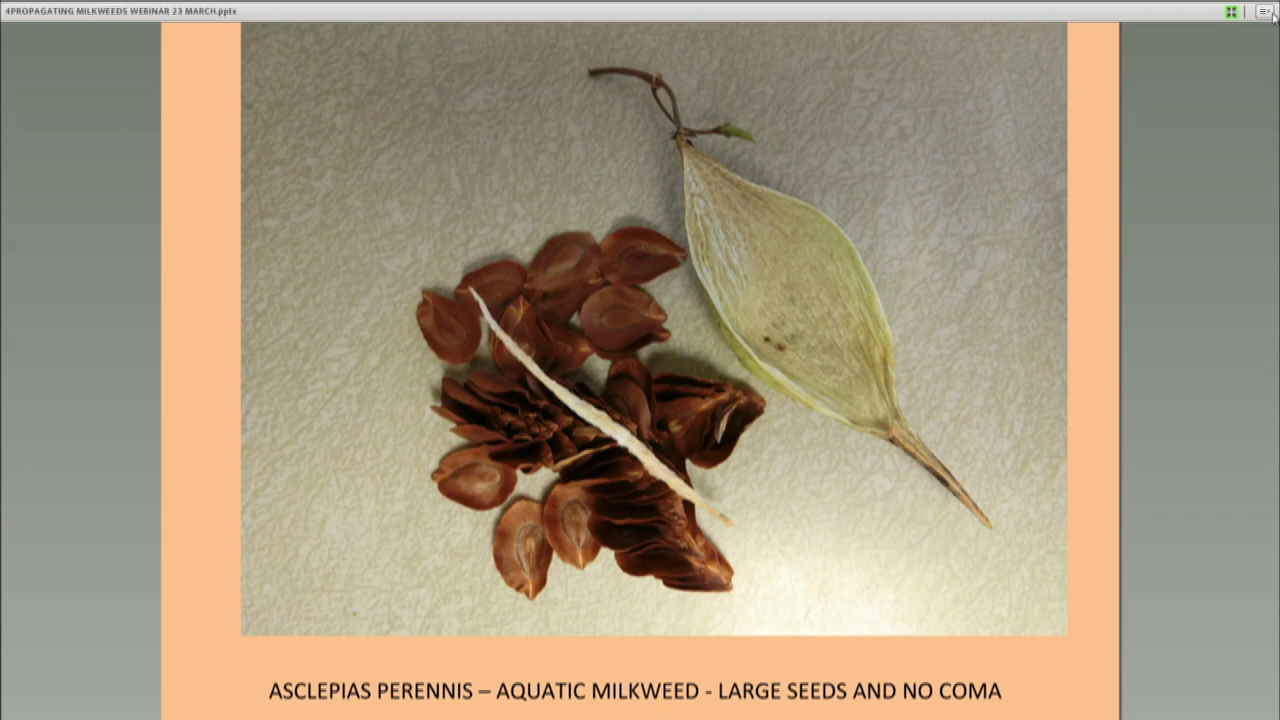 4PROPAGATING MILKWEEDS WEBINAR 23 MARCH.pptx
ASCLEPIAS PERENNIS – AQUATIC MILKWEED - LARGE SEEDS AND NO COMA